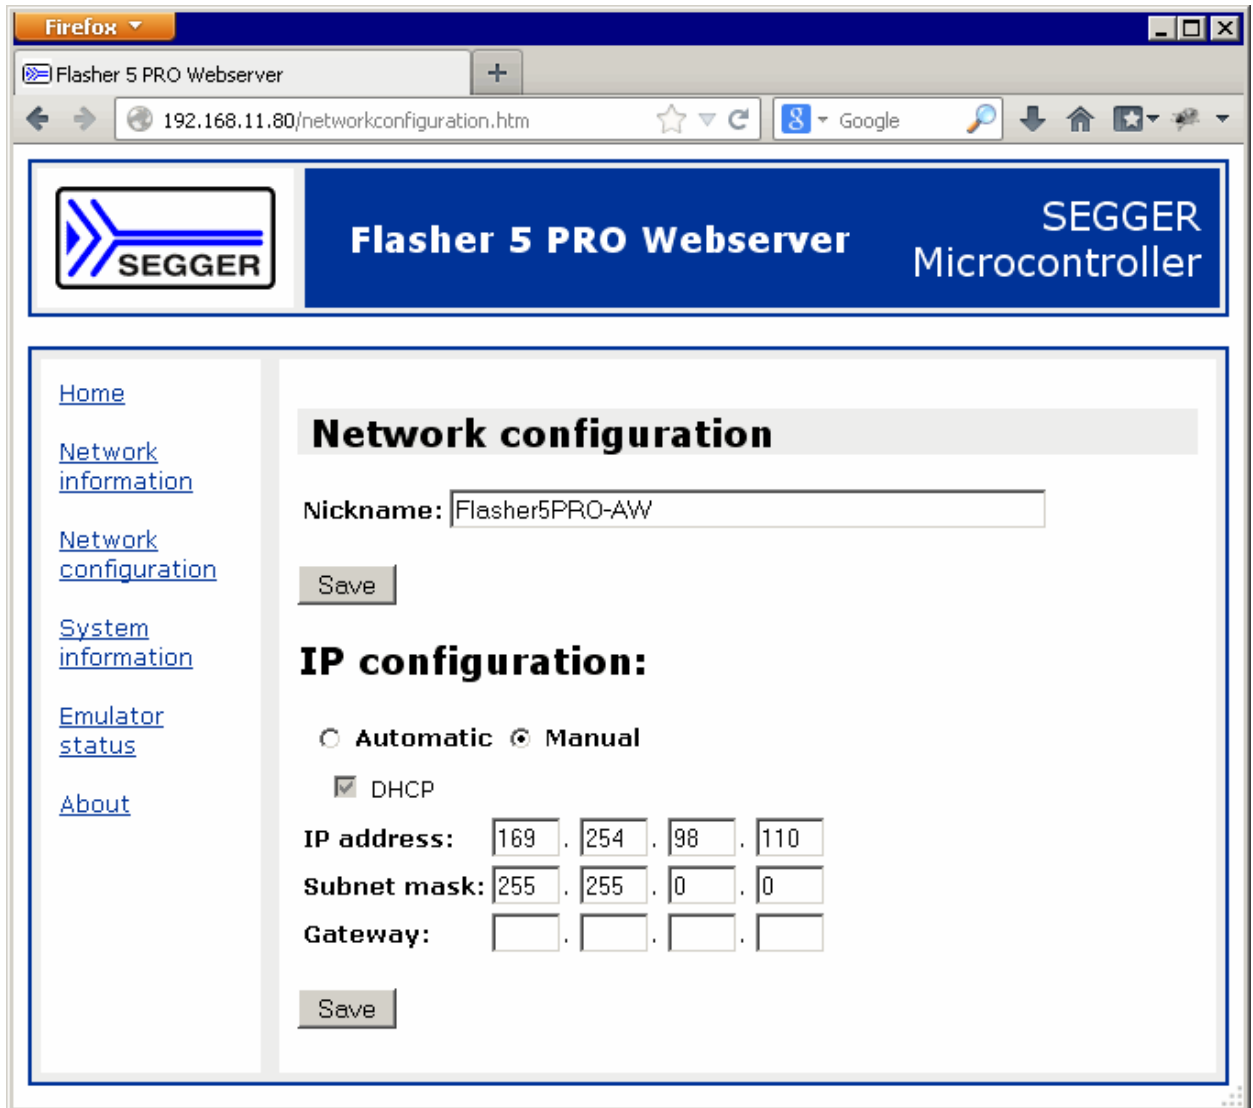 Firefox
Flasher 5 PRO Webserver
192.168.11.80/networkconfiguration.htm
8 Google
SEGGER
Flasher 5 PRO Webserver
SEGGER
Microcontroller
Home
Network
information
Network
configuration
System
information
Emulator
status
About
Network configuration
Nickname: Flasher5PRO-AW
Save
IP configuration:
Automatic Manual
DHCP
IP address: 169 . 254 . 98 . 110
Subnet mask: 255 . 255 . 0 . 0
Gateway: . . .
Save